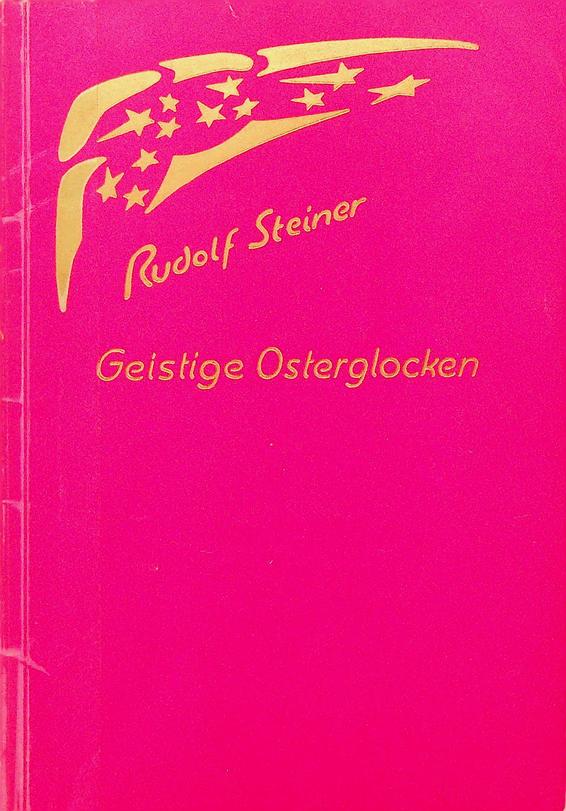 Rudolf Steiner
Geistige Osterglocken